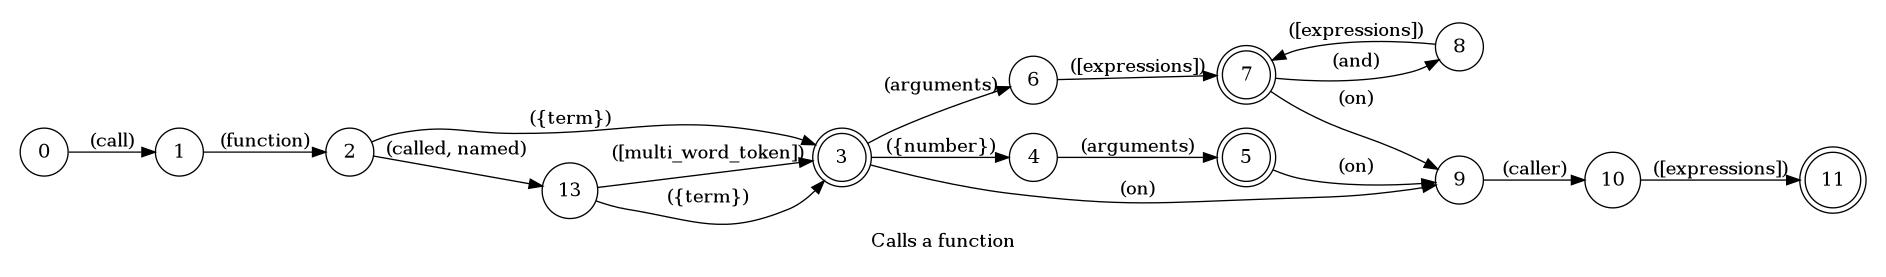 0
(call)
1
(function)
2
({term})
(called, named)
13
([multi_word_token])
({term})
3
(arguments)
6
([expressions])
7
([expressions])
(and)
8
({number})
4
(arguments)
5
(on)
(on)
(on)
9
(caller)
10
([expressions])
11
Calls a function